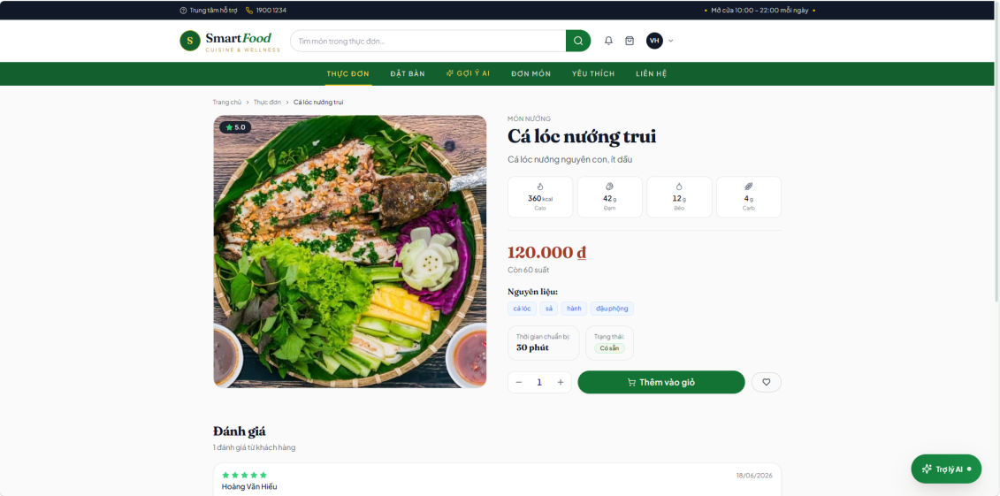 Trung tâm hỗ trợ 1900 1234
Mở cửa 10:00 - 22:00 mỗi ngày
S
SmartFood
CUISINE & WELLNESS
Tìm món trong thực đơn...
VH
THỰC ĐƠN ĐẶT BÀN GỢI Ý AI ĐƠN MÓN YÊU THÍCH LIÊN HỆ
Trang chủ > Thực đơn > Cá lóc nướng trui
5.0
MÓN NƯỚNG
Cá lóc nướng trui
Cá lóc nướng nguyên con, ít dầu
360 kcal 42 g 12 g 4 g
Calo Đạm Béo Carb
120.000 ₫
Còn 60 suất
Nguyên liệu:
cá lóc sả hành đậu phộng
Thời gian chuẩn bị: Trạng thái:
30 phút Có sẵn
− 1 + Thêm vào giỏ
Đánh giá
1 đánh giá từ khách hàng
18/06/2026
Hoàng Văn Hiếu
Trợ lý AI